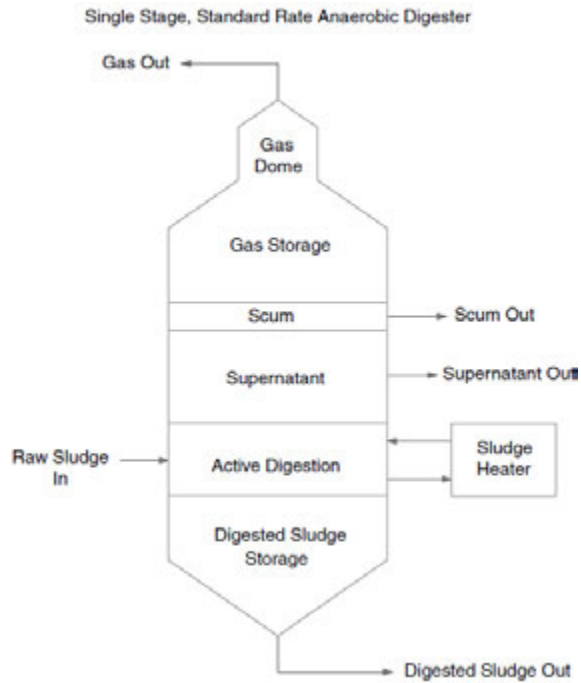 Single Stage, Standard Rate Anaerobic Digester
Gas Out
Gas
Dome
Gas Storage
Scum
Scum Out
Supernatant
Supernatant Out
Raw Sludge
In
Active Digestion
Sludge
Heater
Digested Sludge
Storage
Digested Sludge Out